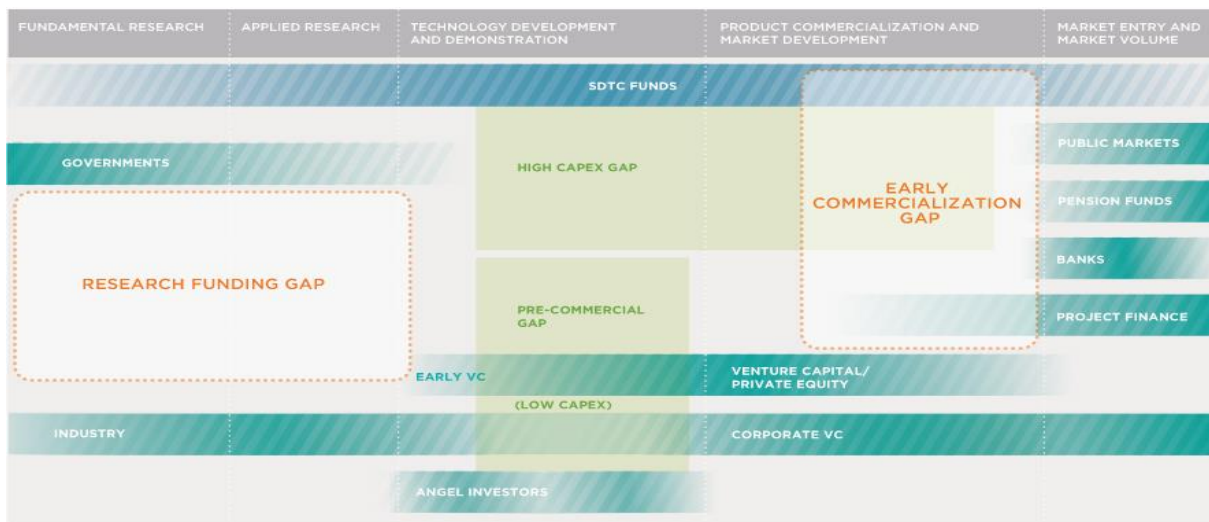 FUNDAMENTAL RESEARCH
APPLIED RESEARCH
TECHNOLOGY DEVELOPMENT
AND DEMONSTRATION
PRODUCT COMMERCIALIZATION AND
MARKET DEVELOPMENT
MARKET ENTRY AND
MARKET VOLUME
SDTC FUNDS
GOVERNMENTS
HIGH CAPEX GAP
PUBLIC MARKETS
EARLY
COMMERCIALIZATION
GAP
PENSION FUNDS
BANKS
RESEARCH FUNDING GAP
PRE-COMMERCIAL
GAP
PROJECT FINANCE
EARLY VC
VENTURE CAPITAL/
PRIVATE EQUITY
(LOW CAPEX)
INDUSTRY
CORPORATE VC
ANGEL INVESTORS